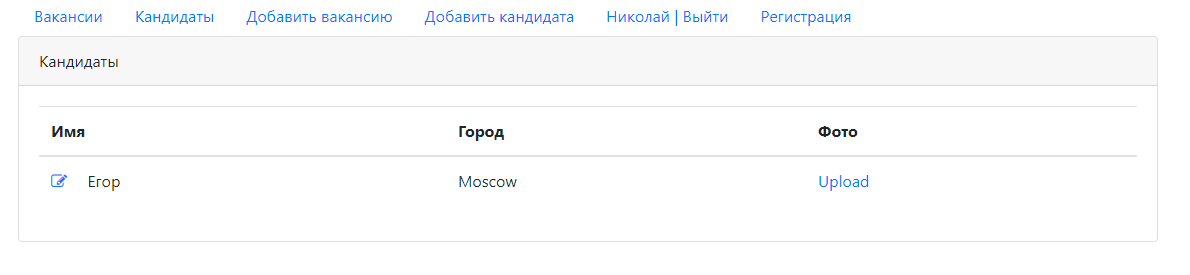 Вакансии Кандидаты Добавить вакансию Добавить кандидата Николай | Выйти Регистрация
Кандидаты
Имя Город Фото
Егор Moscow Upload